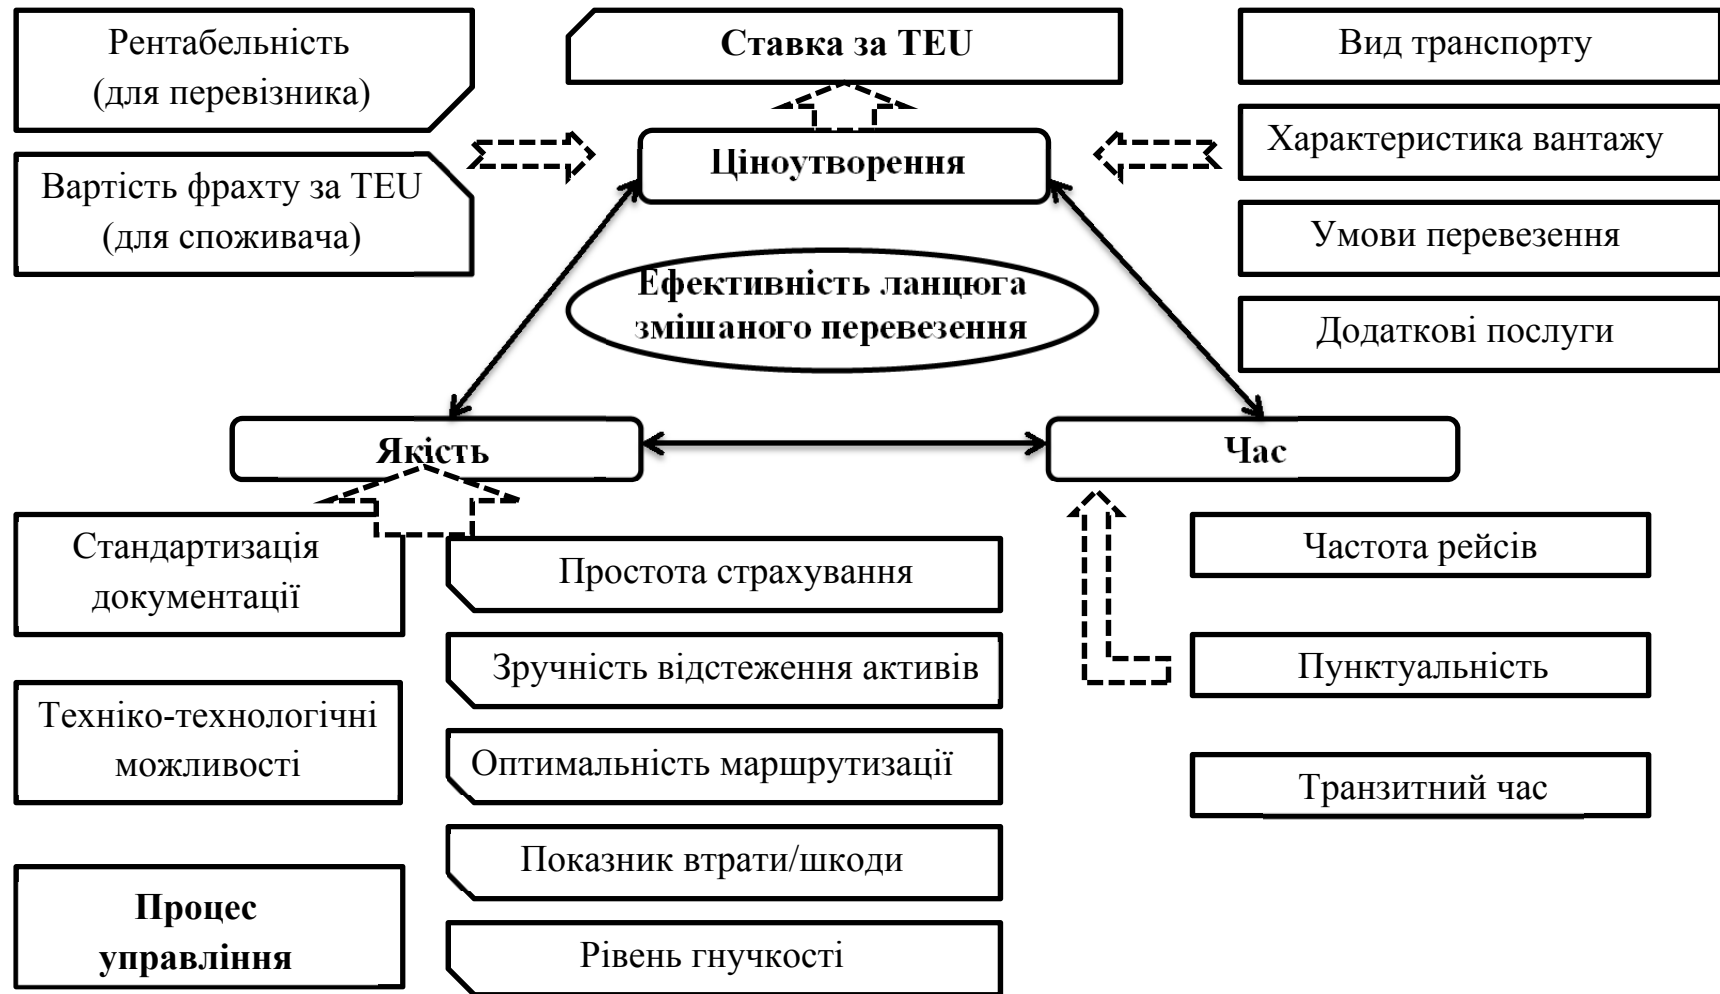 Рентабельність
(для перевізника)
Ставка за TEU
Вид транспорту
Вартість фрахту за TEU
(для споживача)
Ціноутворення
Характеристика вантажу
Умови перевезення
Ефективність ланцюга
змішаного перевезення
Додаткові послуги
Якість
Час
Стандартизація
документації
Простота страхування
Частота рейсів
Зручність відстеження активів
Пунктуальність
Техніко-технологічні
можливості
Оптимальність маршрутизації
Транзитний час
Показник втрати/шкоди
Процес
управління
Рівень гнучкості